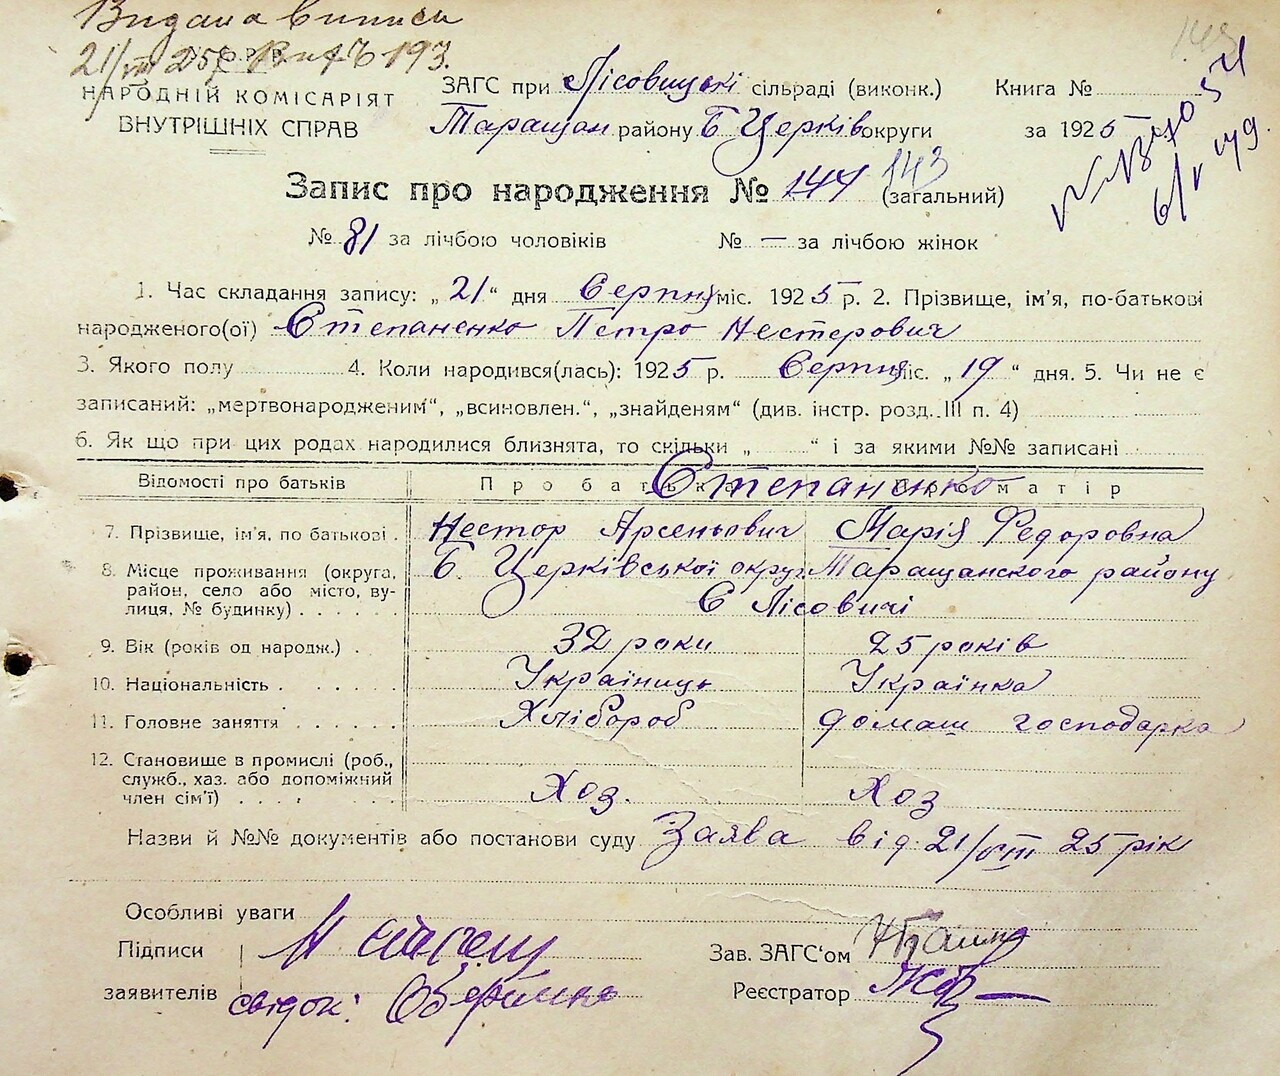 Видана виписи
21/VIII 25р. 193.
НАРОДНІЙ КОМІСАРІЯТ
ВНУТРІШНІХ СПРАВ
ЗАГС при Лісовицькі сільраді (виконк.) Книга №
Таращан району Б Церків округи за 1925
Запис про народження № 144 143 (загальний)
№ 81 за лічбою чоловіків № — за лічбою жінок
1. Час складання запису: „21“ дня Серпня міс. 1925 р. 2. Прізвище, ім'я, по-батькові
народженого(ої) Степаненко Петро Нестерович
3. Якого полу 4. Коли народився(лась): 1925 р. Серпня міс. „19“ дня. 5. Чи не є
записаний: „мертвонародженим“, „всиновлен.“, „знайденям“ (див. інстр. розд. III п. 4)
6. Як що при цих родах народилися близнята, то скільки „ “ і за якими №№ записані
Відомості про батьків Про батька Степаненко Про матір
7. Прізвище, ім'я, по батькові . Нестор Арсеньович Марія Федоровна
8. Місце проживання (округа, Б. Церківської округ. Таращанского району
район, село або місто, ву- С Лісовичі
лиця, № будинку) . . . .
9. Вік (років од народж.) . 32 роки 25 років
10. Національність . . . . . . Українць Українка
11. Головне заняття . . . . . . Хлібороб домаш господарка
12. Становище в промислі (роб.,
служб., хаз. або допоміжний
член сім'ї) . . . . . Хоз. Хоз
Назви й №№ документів або постанови суду Заява від 21/VIII 25 рік
Особливі уваги
Підписи Зав. ЗАГС'ом
заявителів свідок: Реєстратор